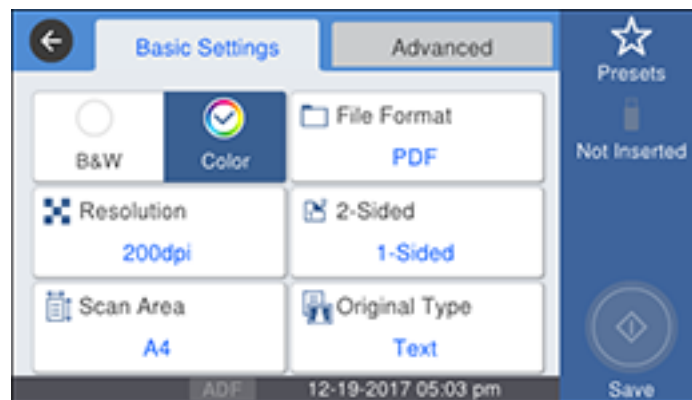 Basic Settings
Advanced
Presets
B&W
Color
File Format
PDF
Not Inserted
Resolution
200dpi
2-Sided
1-Sided
Scan Area
A4
Original Type
Text
ADF
12-19-2017 05:03 pm
Save